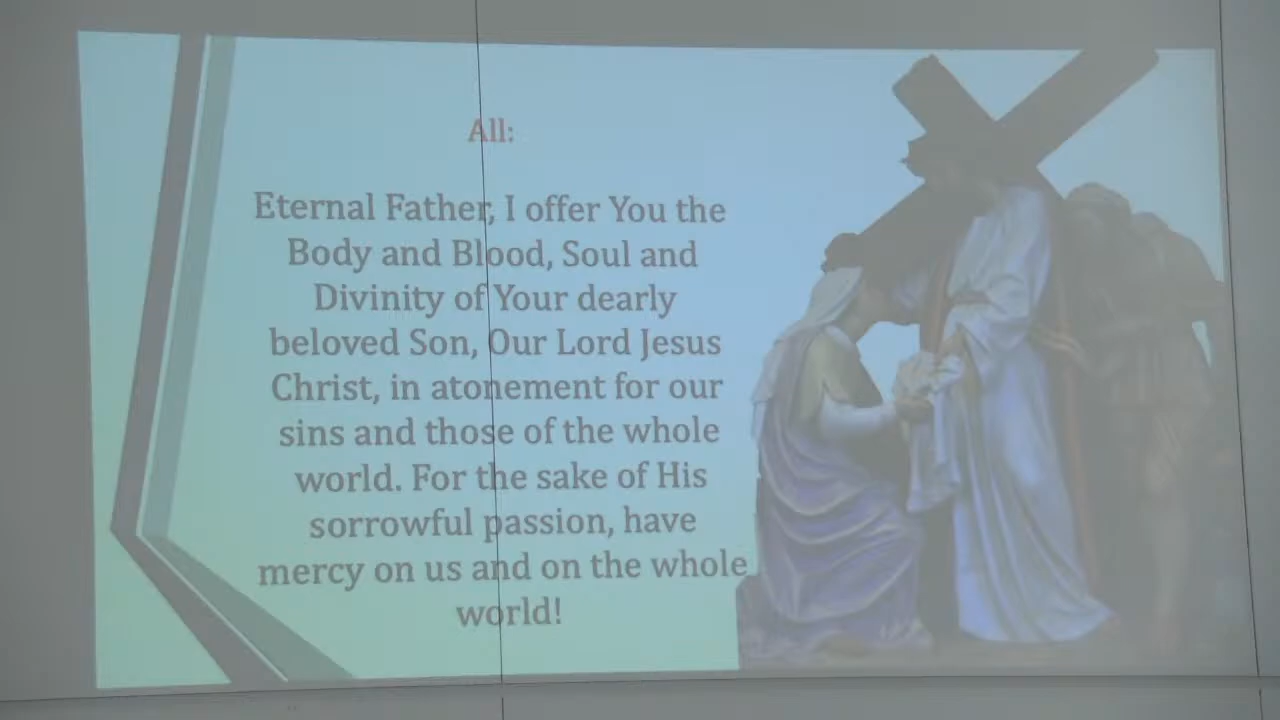 All:
Eternal Father, I offer You the
Body and Blood, Soul and
Divinity of Your dearly
beloved Son, Our Lord Jesus
Christ, in atonement for our
sins and those of the whole
world. For the sake of His
sorrowful passion, have
mercy on us and on the whole
world!